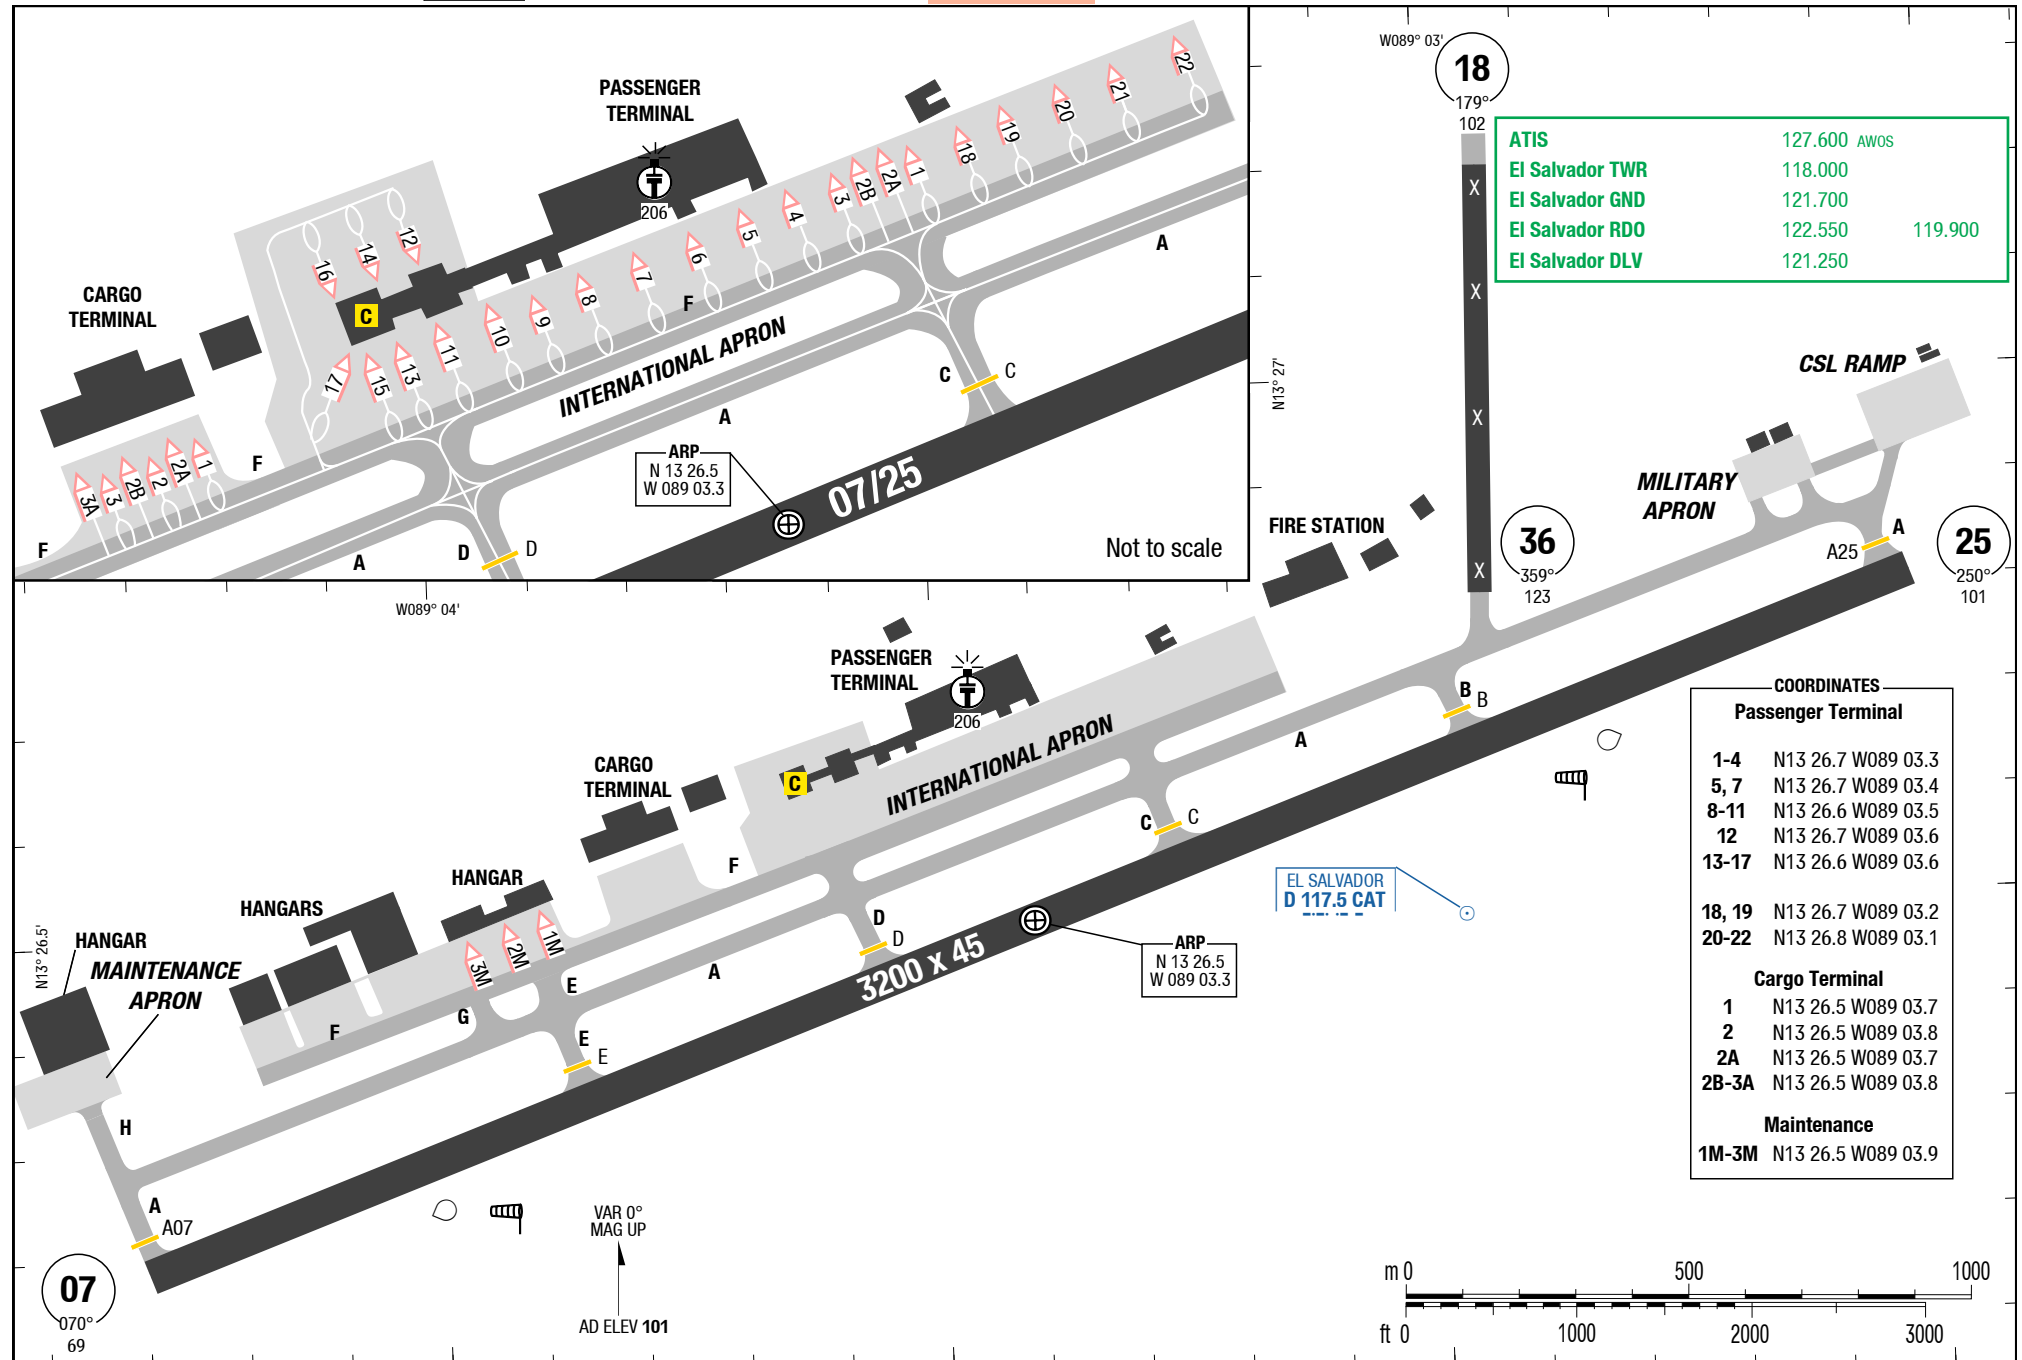 PASSENGER
TERMINAL
206
CARGO
TERMINAL
C
22
21
20
19
18
1
2A
2B
3
4
5
6
7
8
9
10
11
13
15
17
12
14
16
F
INTERNATIONAL APRON
A
A
C
C
3A
3
2B
2
2A
1
F
F
A
D
D
ARP
N 13 26.5
W 089 03.3
07/25
Not to scale
W089° 03'
18
179°
102
ATIS 127.600 AWOS
El Salvador TWR 118.000
El Salvador GND 121.700
El Salvador RDO 122.550 119.900
El Salvador DLV 121.250
X
X
X
X
N13° 27'
CSL RAMP
MILITARY
APRON
FIRE STATION
36
359°
123
A
A25
25
250°
101
W089° 04'
PASSENGER
TERMINAL
206
CARGO
TERMINAL
C
INTERNATIONAL APRON
A
B
B
C
C
F
D
D
A
HANGAR
HANGARS
HANGAR
MAINTENANCE
APRON
N13° 26.5'
1M
2M
3M
F
G
E
E
E
H
A
A07
3200 x 45
ARP
N 13 26.5
W 089 03.3
EL SALVADOR
D 117.5 CAT
COORDINATES
Passenger Terminal
1-4 N13 26.7 W089 03.3
5, 7 N13 26.7 W089 03.4
8-11 N13 26.6 W089 03.5
12 N13 26.7 W089 03.6
13-17 N13 26.6 W089 03.6
18, 19 N13 26.7 W089 03.2
20-22 N13 26.8 W089 03.1
Cargo Terminal
1 N13 26.5 W089 03.7
2 N13 26.5 W089 03.8
2A N13 26.5 W089 03.7
2B-3A N13 26.5 W089 03.8
Maintenance
1M-3M N13 26.5 W089 03.9
07
070°
69
VAR 0°
MAG UP
AD ELEV 101
m 0 500 1000
ft 0 1000 2000 3000